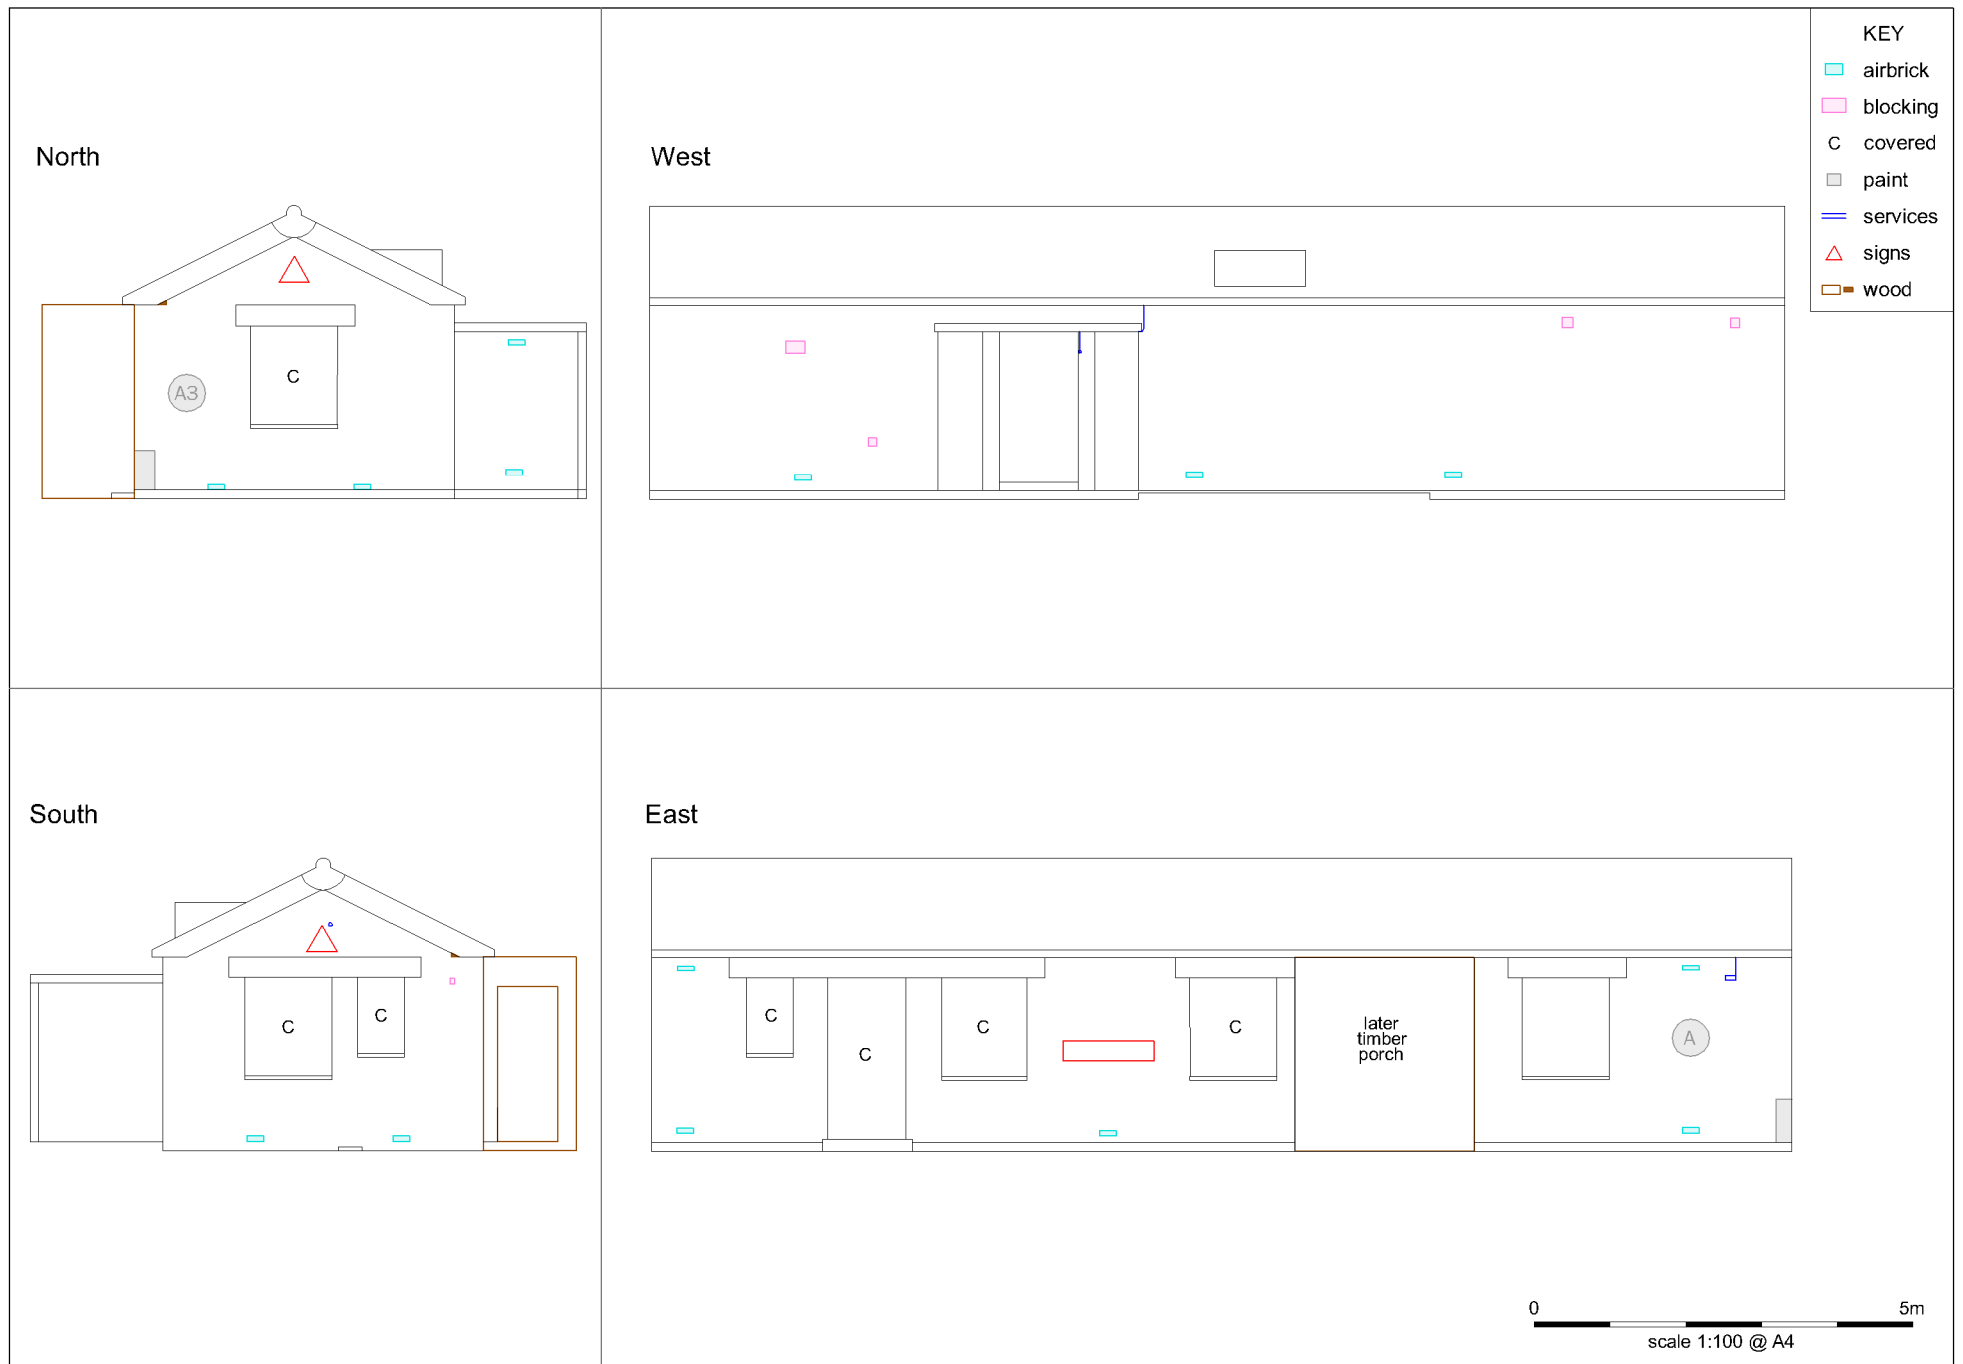 KEY
airbrick
blocking
C covered
paint
services
signs
wood
North
A3
C
West
South
C
C
East
C
C
C
C
later
timber
porch
A
0 5m
scale 1:100 @ A4